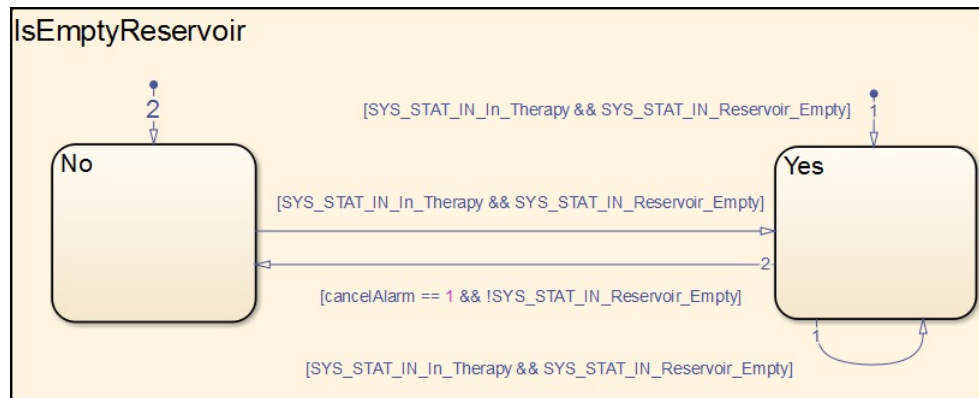 IsEmptyReservoir
2
[SYS_STAT_IN_In_Therapy && SYS_STAT_IN_Reservoir_Empty]
1
No
Yes
[SYS_STAT_IN_In_Therapy && SYS_STAT_IN_Reservoir_Empty]
2
[cancelAlarm == 1 && !SYS_STAT_IN_Reservoir_Empty]
1
[SYS_STAT_IN_In_Therapy && SYS_STAT_IN_Reservoir_Empty]